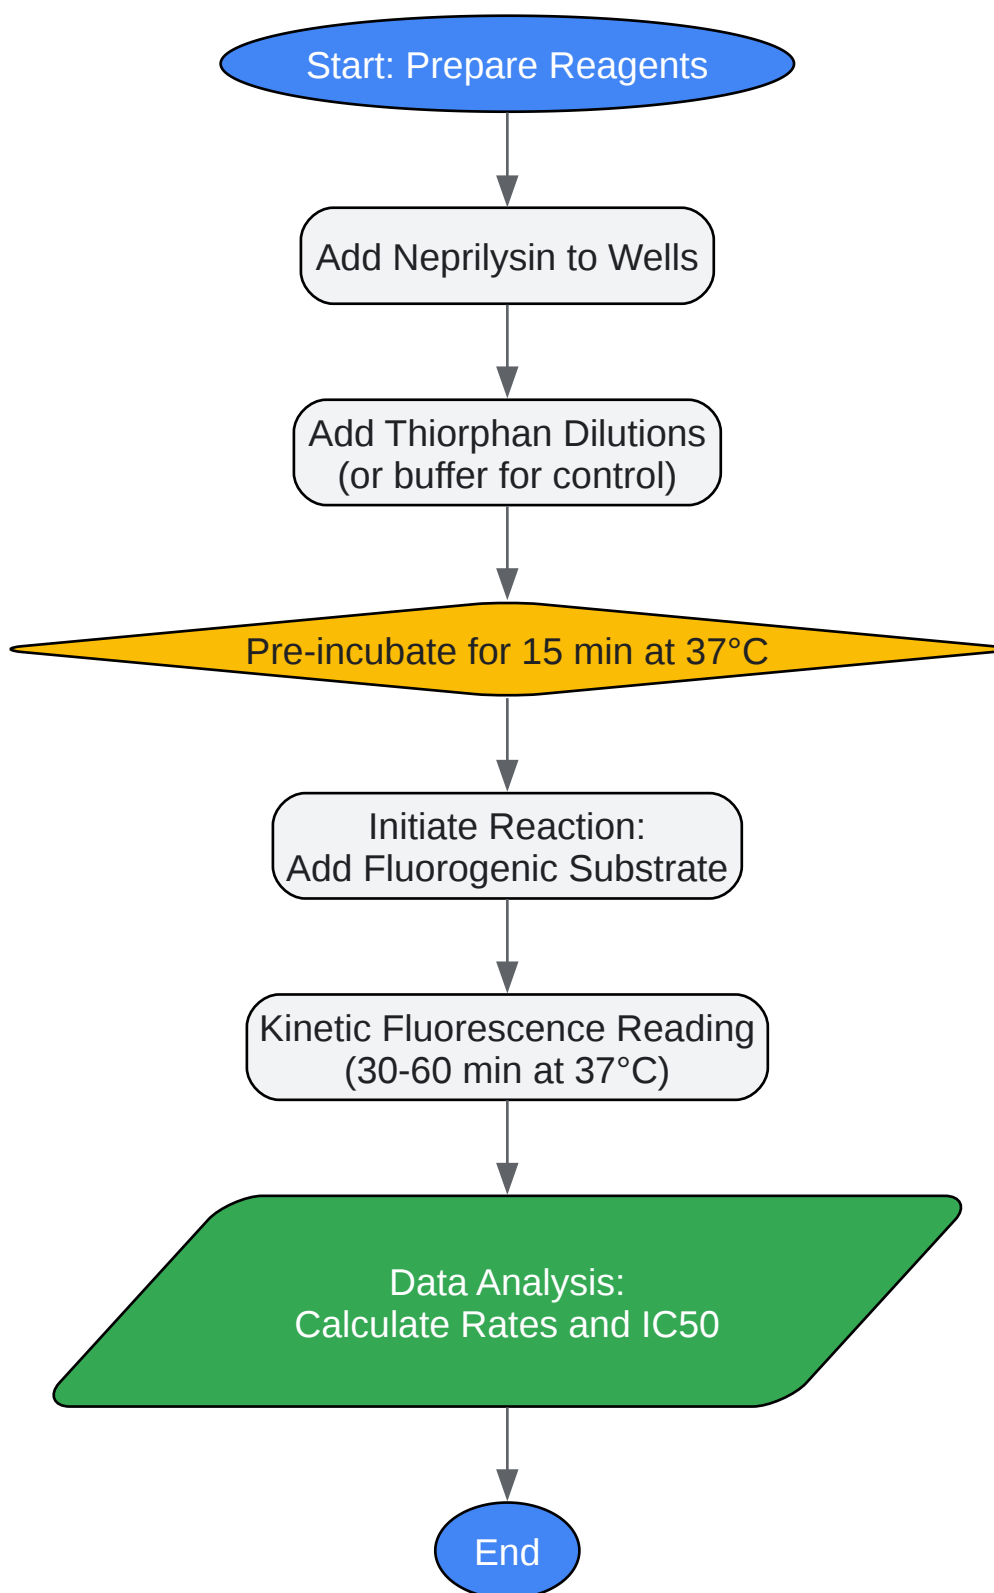 Start: Prepare Reagents
Add Neprilysin to Wells
Add Thiorphan Dilutions
(or buffer for control)
Pre-incubate for 15 min at 37°C
Initiate Reaction:
Add Fluorogenic Substrate
Kinetic Fluorescence Reading
(30-60 min at 37°C)
Data Analysis:
Calculate Rates and IC50
End